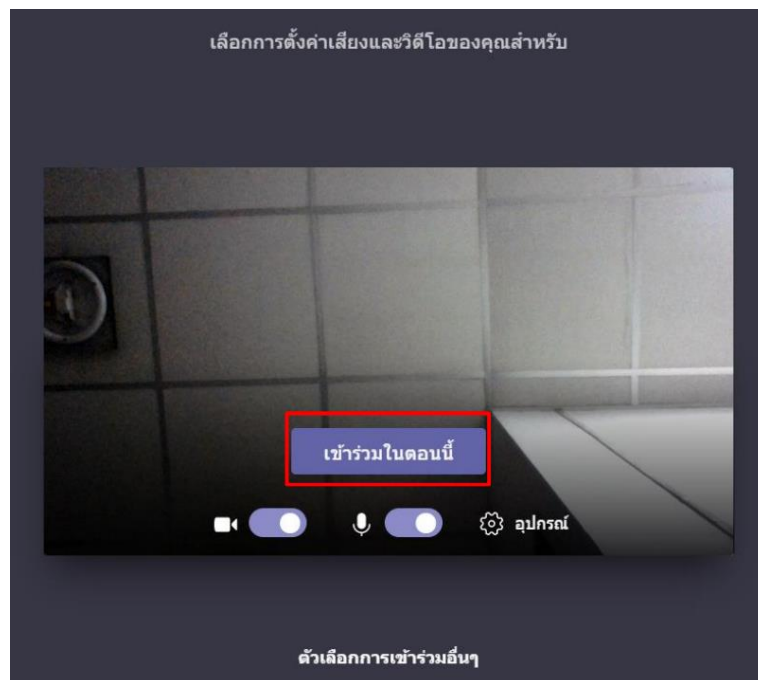 เลือกการตั้งค่าเสียงและวิดีโอของคุณสำหรับ
เข้าร่วมในตอนนี้
อุปกรณ์
ตัวเลือกการเข้าร่วมอื่นๆ